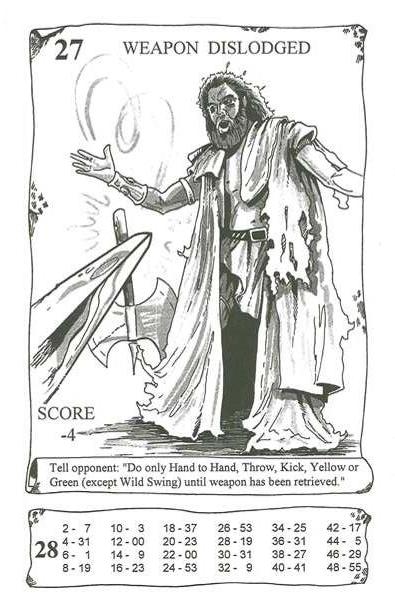 27 WEAPON DISLODGED
SCORE
-4
Tell opponent: "Do only Hand to Hand, Throw, Kick, Yellow or
Green (except Wild Swing) until weapon has been retrieved."
28
2 - 7 10 - 3 18 - 37 26 - 53 34 - 25 42 - 17
4 - 31 12 - 00 20 - 23 28 - 19 36 - 31 44 - 5
6 - 1 14 - 9 22 - 00 30 - 31 38 - 27 46 - 29
8 - 19 16 - 23 24 - 53 32 - 9 40 - 41 48 - 55